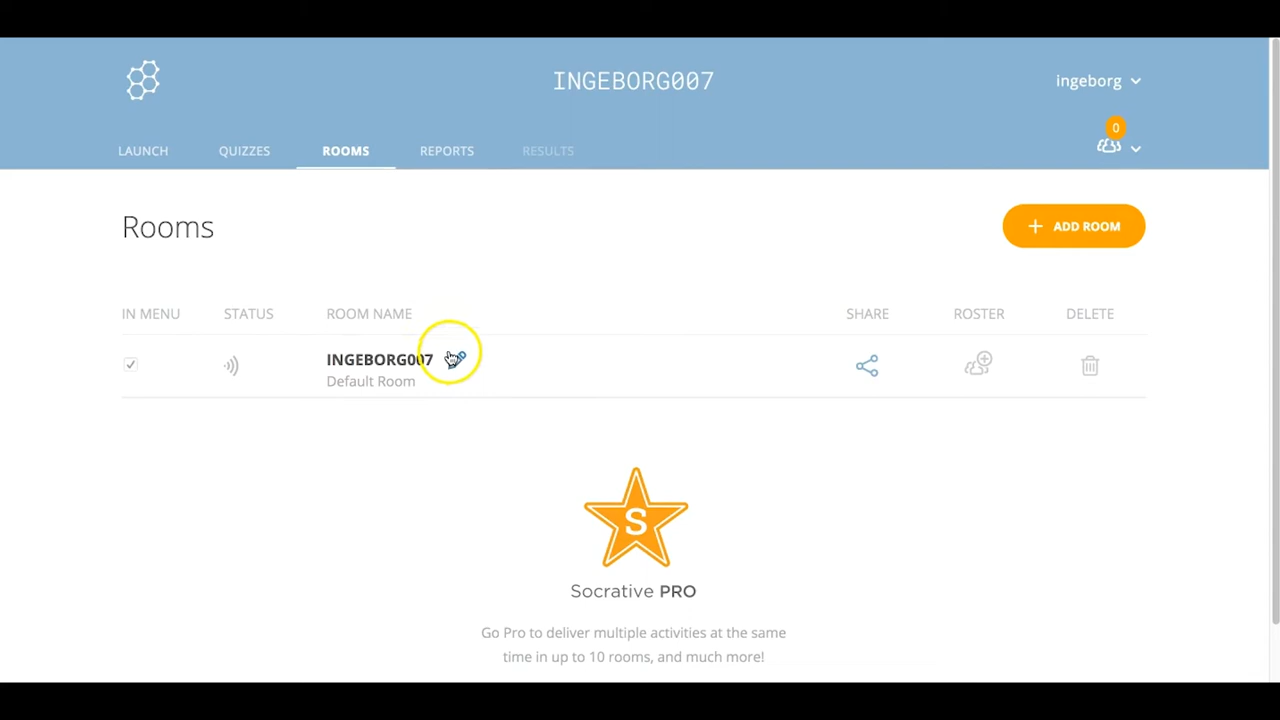 INGEBORG007
ingeborg
0
LAUNCH QUIZZES ROOMS REPORTS RESULTS
Rooms
ADD ROOM
IN MENU STATUS ROOM NAME SHARE ROSTER DELETE
INGEBORG007
Default Room
S
Socrative PRO
Go Pro to deliver multiple activities at the same
time in up to 10 rooms, and much more!